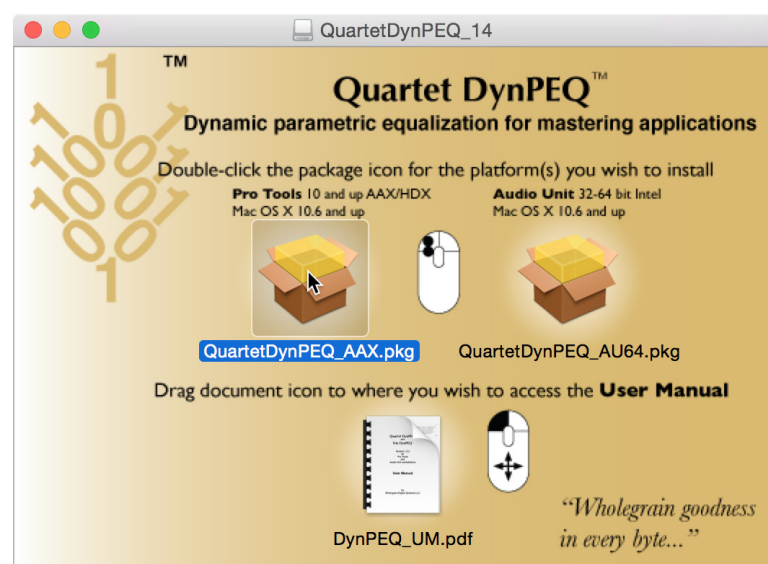 QuartetDynPEQ_14
TM
Quartet DynPEQ™
Dynamic parametric equalization for mastering applications
Double-click the package icon for the platform(s) you wish to install
Pro Tools 10 and up AAX/HDX
Mac OS X 10.6 and up
Audio Unit 32-64 bit Intel
Mac OS X 10.6 and up
QuartetDynPEQ_AAX.pkg
QuartetDynPEQ_AU64.pkg
Drag document icon to where you wish to access the User Manual
User Manual
DynPEQ_UM.pdf
“Wholegrain goodness
in every byte...”